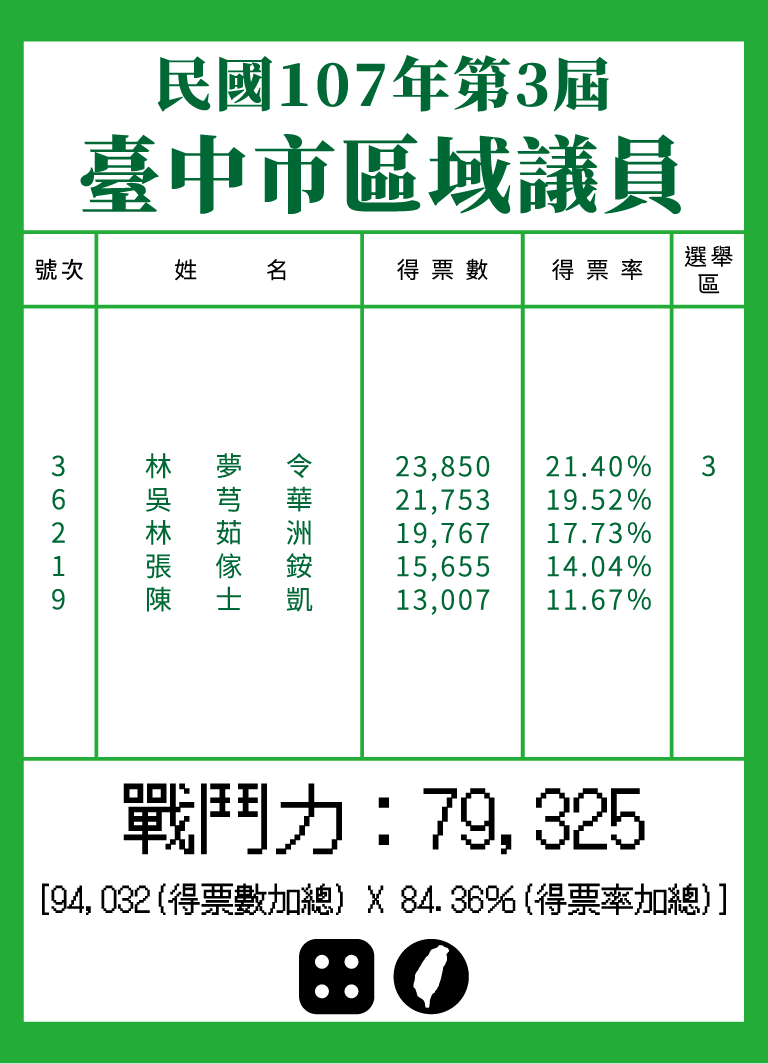 民國107年第3屆
臺中市區域議員
號次 姓名 得票數 得票率 選舉區
3 林夢令 23,850 21.40% 3
6 吳芎華 21,753 19.52%
2 林茹洲 19,767 17.73%
1 張傢銨 15,655 14.04%
9 陳士凱 13,007 11.67%
戰鬥力：79,325
[94,032(得票數加總) X 84.36%(得票率加總)]